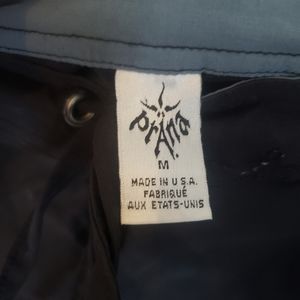 prAna
M
MADE IN U.S.A.
FABRIQUÉ
AUX ETATS-UNIS